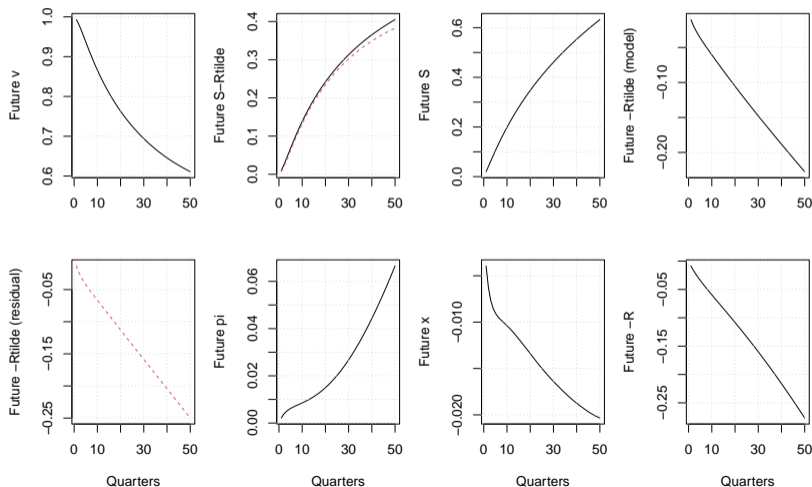 Future v
0.6 0.7 0.8 0.9 1.0
0 10 30 50
Future S−Rtilde
0.0 0.1 0.2 0.3 0.4
0 10 30 50
Future S
0.0 0.2 0.4 0.6
0 10 30 50
Future −Rtilde (model)
−0.20 −0.10
0 10 30 50
Future −Rtilde (residual)
−0.25 −0.15 −0.05
0 10 30 50
Quarters
Future pi
0.00 0.02 0.04 0.06
0 10 30 50
Quarters
Future x
−0.020 −0.010
0 10 30 50
Quarters
Future −R
−0.25 −0.15 −0.05
0 10 30 50
Quarters